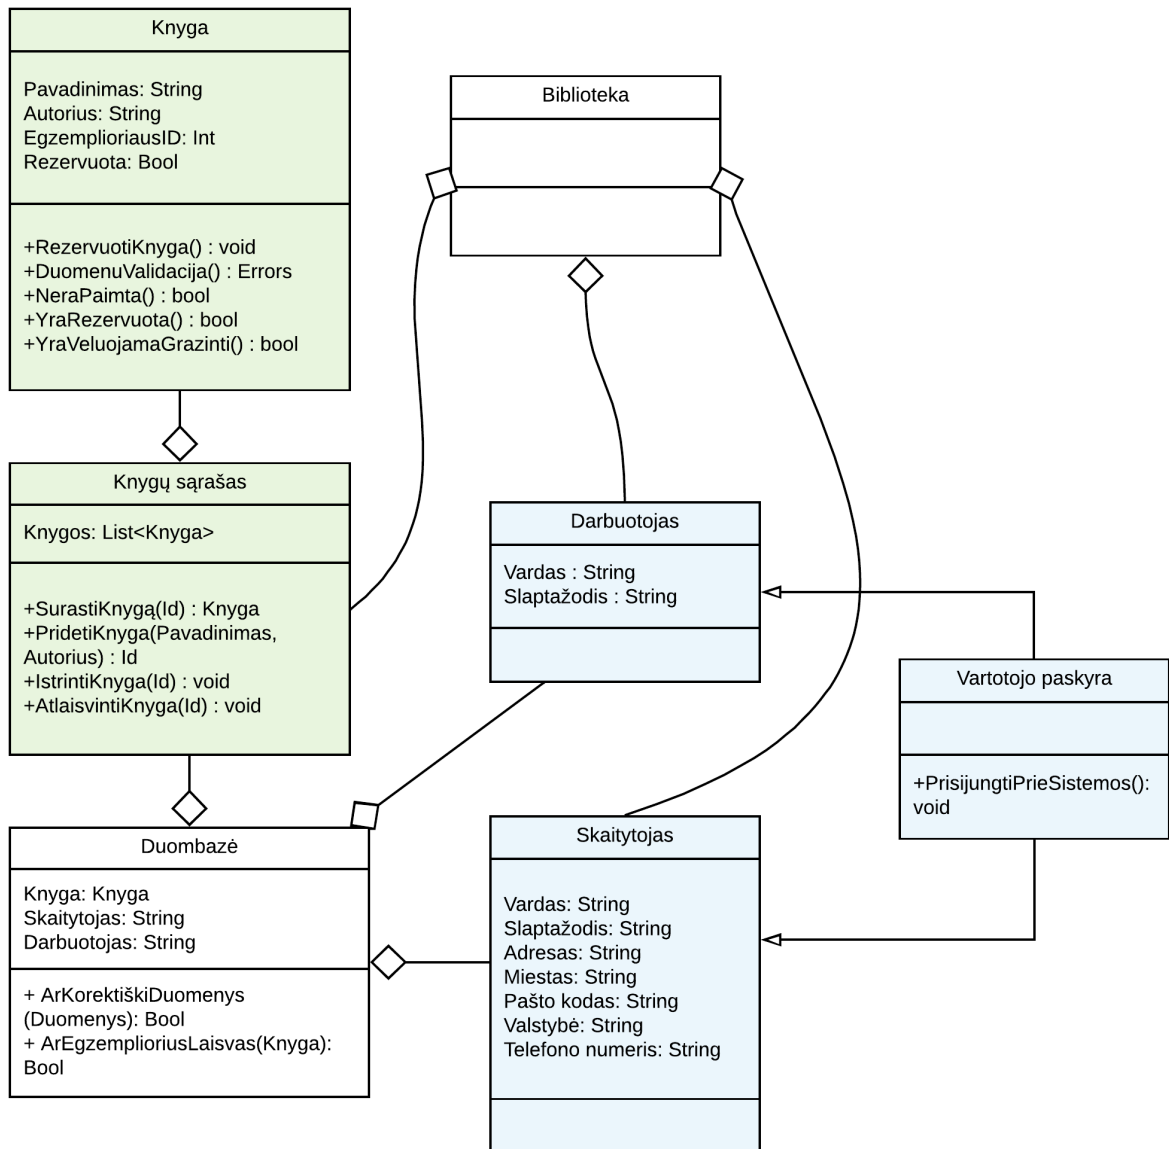 Knyga
Pavadinimas: String
Autorius: String
EgzemplioriausID: Int
Rezervuota: Bool
+RezervuotiKnyga() : void
+DuomenuValidacija() : Errors
+NeraPaimta() : bool
+YraRezervuota() : bool
+YraVeluojamaGrazinti() : bool
Biblioteka
Knygų sąrašas
Knygos: List<Knyga>
+SurastiKnygą(Id) : Knyga
+PridetiKnyga(Pavadinimas,
Autorius) : Id
+IstrintiKnyga(Id) : void
+AtlaisvintiKnyga(Id) : void
Darbuotojas
Vardas : String
Slaptažodis : String
Vartotojo paskyra
+PrisijungtiPrieSistemos():
void
Duombazė
Knyga: Knyga
Skaitytojas: String
Darbuotojas: String
+ ArKorektiškiDuomenys
(Duomenys): Bool
+ ArEgzemplioriusLaisvas(Knyga):
Bool
Skaitytojas
Vardas: String
Slaptažodis: String
Adresas: String
Miestas: String
Pašto kodas: String
Valstybė: String
Telefono numeris: String